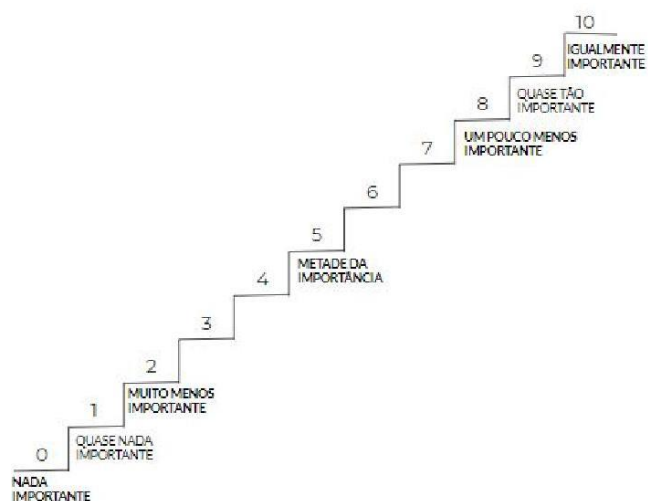 10
IGUALMENTE
IMPORTANTE
9
QUASE TÃO
IMPORTANTE
8
UM POUCO MENOS
IMPORTANTE
7
6
5
METADE DA
IMPORTÂNCIA
4
3
2
MUITO MENOS
IMPORTANTE
1
QUASE NADA
IMPORTANTE
0
NADA
IMPORTANTE